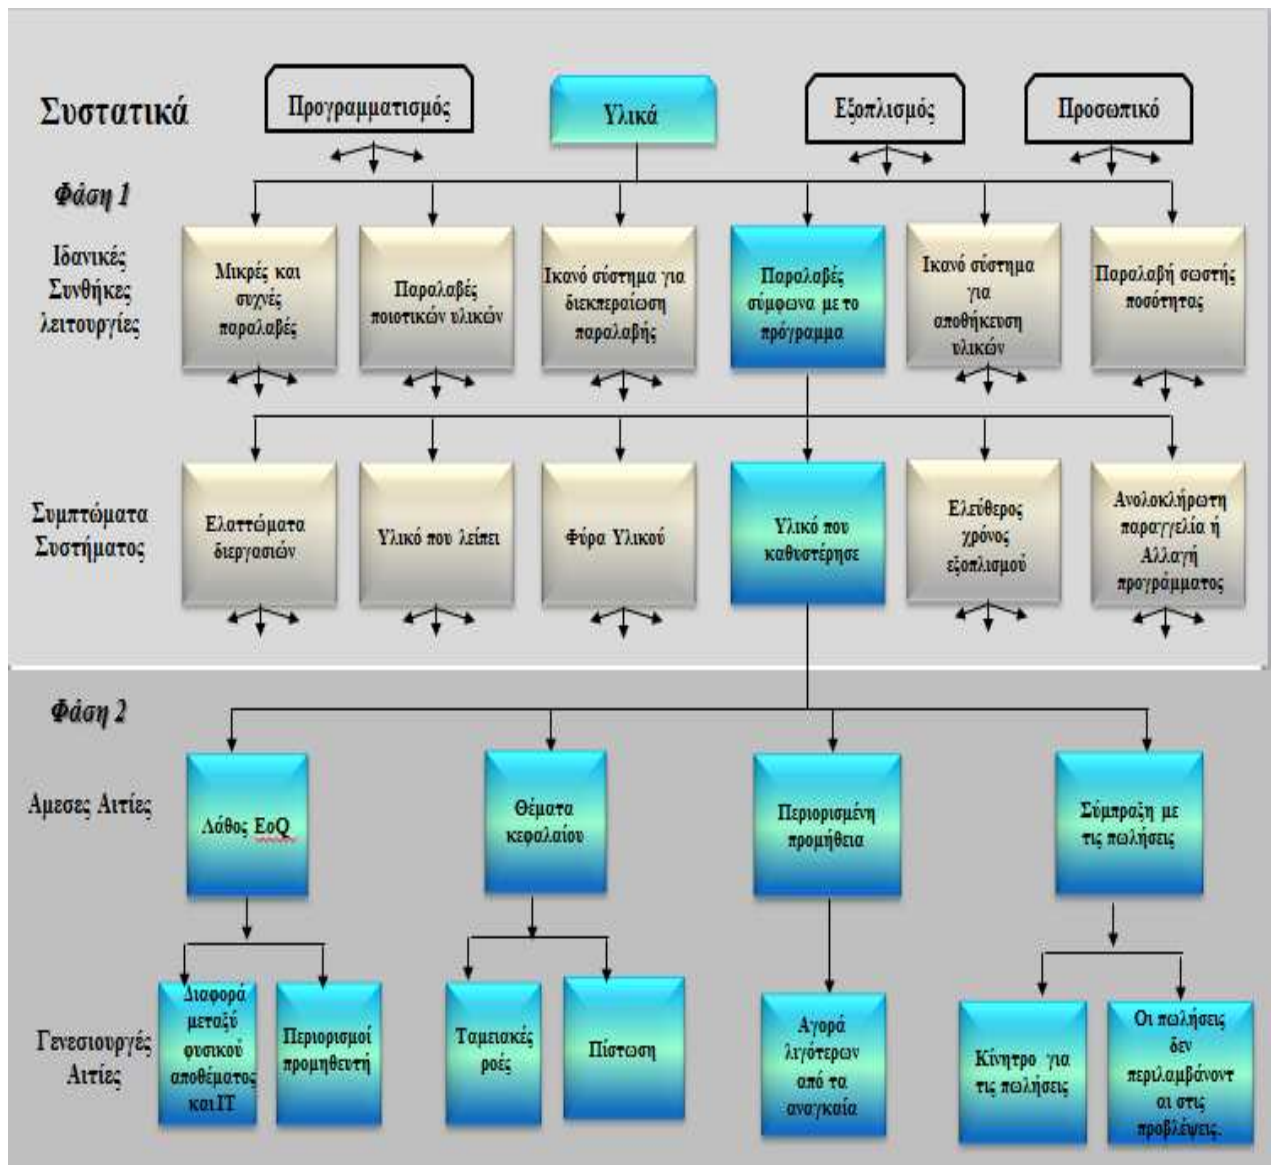 Συστατικά
Προγραμματισμός
Υλικά
Εξοπλισμός
Προσωπικό
Φάση 1
Ιδανικές
Συνθήκες
λειτουργίες
Μικρές και
συχνές
παραλαβές
Παραλαβές
ποιοτικών υλικών
Ικανό σύστημα για
διεκπεραίωση
παραλαβής
Παραλαβές
σύμφωνα με το
πρόγραμμα
Ικανό σύστημα
για
αποθήκευση
υλικών
Παραλαβή σωστής
ποσότητας
Συμπτώματα
Συστήματος
Ελαττώματα
διεργασιών
Υλικό που λείπει
Φύρα Υλικού
Υλικό που
καθυστέρησε
Ελεύθερος
χρόνος
εξοπλισμού
Ανολοκλήρωτη
παραγγελία ή
Αλλαγή
προγράμματος
Φάση 2
Αμεσες Αιτίες
Λάθος EoQ
Θέματα
κεφαλαίου
Περιορισμένη
προμήθεια
Σύμπραξη με
τις πωλήσεις
Γενεσιουργές
Αιτίες
Διαφορά
μεταξύ
φυσικού
αποθέματος
και IT
Περιορισμοί
προμηθευτή
Ταμειακές
ροές
Πίστωση
Αγορά
λιγότερων
από τα
αναγκαία
Κίνητρο για
τις πωλήσεις
Οι πωλήσεις
δεν
περιλαμβάνοντ
αι στις
προβλέψεις.